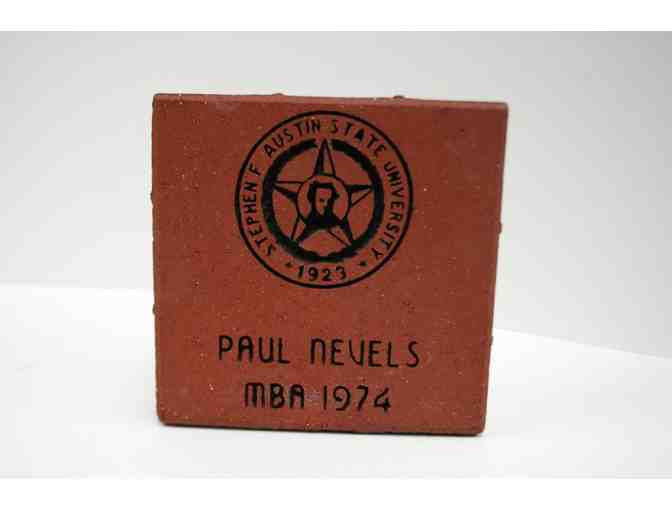 STEPHEN F. AUSTIN STATE UNIVERSITY
1923
PAUL NEVELS
MBA 1974